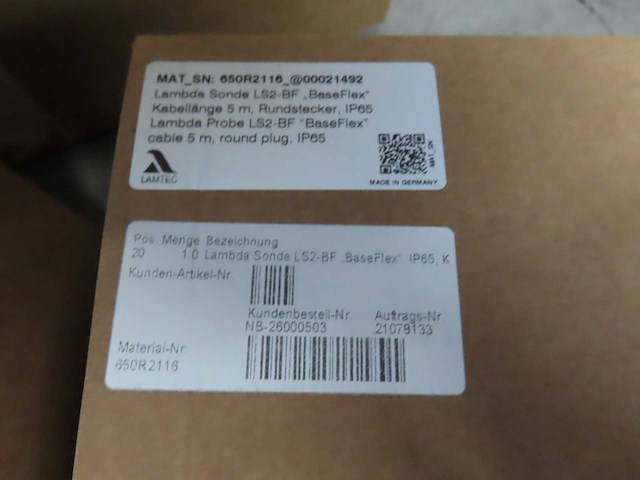 MAT_SN: 650R2116_@00021492
Lambda Sonde LS2-BF „BaseFlex"
Kabellänge 5 m, Rundstecker, IP65
Lambda Probe LS2-BF "BaseFlex"
cable 5 m, round plug, IP65
MAT_SN
LAMTEC
MADE IN GERMANY
Pos Menge Bezeichnung
20 1.0 Lambda Sonde LS2-BF „BaseFlex" IP65, K
Kunden-Artikel-Nr.
Kundenbestell-Nr. Auftrags-Nr
NB-26000503 21079133
Material-Nr
650R2116